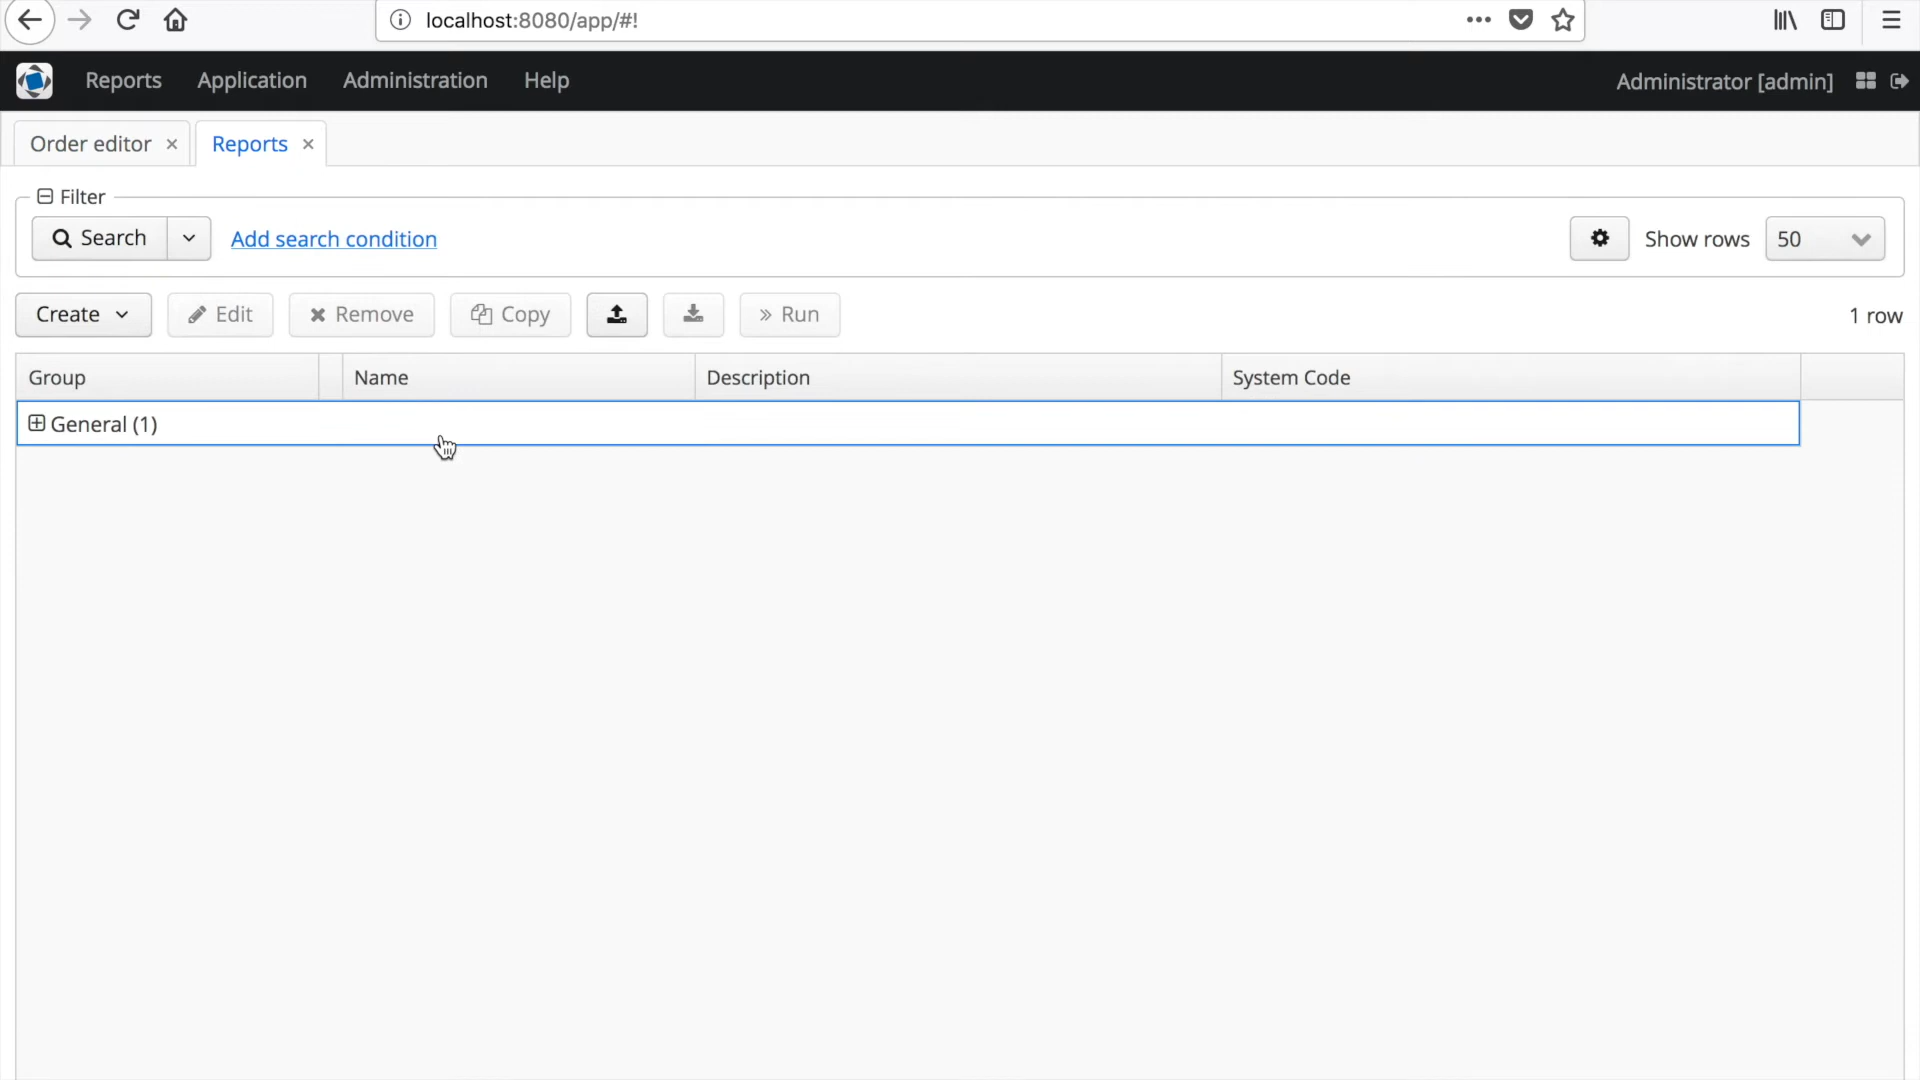 localhost:8080/app/#!
Reports Application Administration Help Administrator [admin]
Order editor Reports
Filter
Search Add search condition Show rows 50
Create Edit Remove Copy Run 1 row
Group Name Description System Code
General (1)